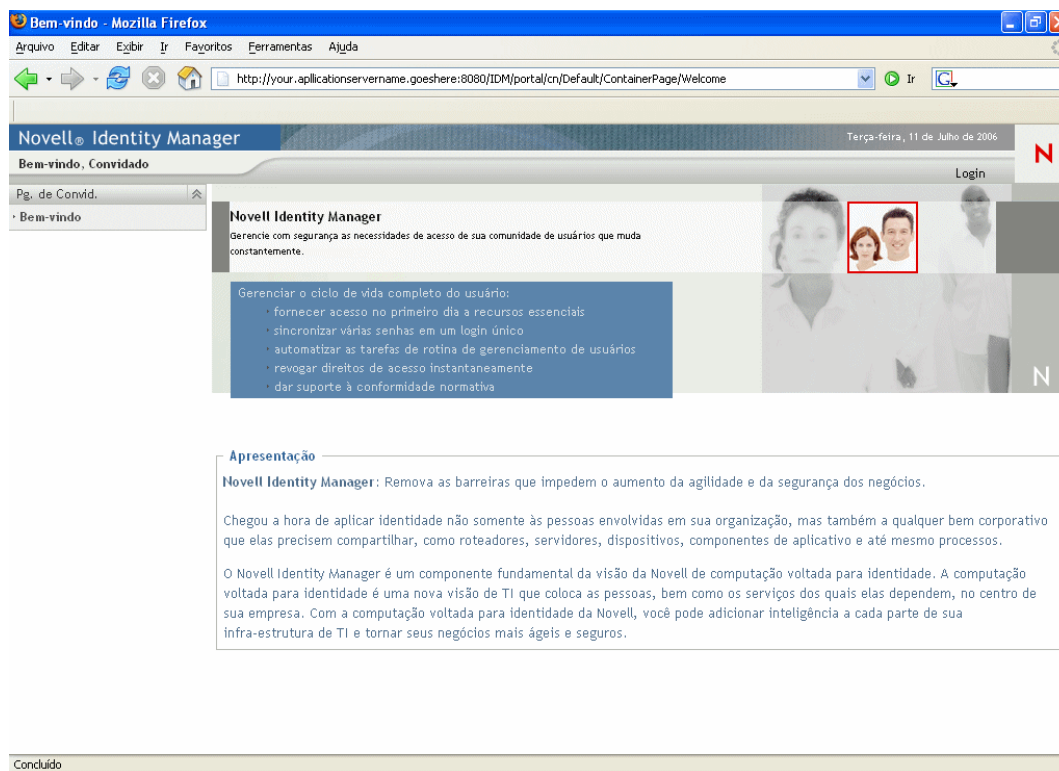 Bem-vindo - Mozilla Firefox
Arquivo Editar Exibir Ir Favoritos Ferramentas Ajuda
http://your.apllicationservername.goeshere:8080/IDM/portal/cn/Default/ContainerPage/Welcome
Ir
G
Novell® Identity Manager
Terça-feira, 11 de Julho de 2006
N
Bem-vindo, Convidado
Login
Pg. de Convid.
Bem-vindo
Novell Identity Manager
Gerencie com segurança as necessidades de acesso de sua comunidade de usuários que muda
constantemente.
Gerenciar o ciclo de vida completo do usuário:
· fornecer acesso no primeiro dia a recursos essenciais
· sincronizar várias senhas em um login único
· automatizar as tarefas de rotina de gerenciamento de usuários
· revogar direitos de acesso instantaneamente
· dar suporte à conformidade normativa
N
Apresentação
Novell Identity Manager: Remova as barreiras que impedem o aumento da agilidade e da segurança dos negócios.
Chegou a hora de aplicar identidade não somente às pessoas envolvidas em sua organização, mas também a qualquer bem corporativo
que elas precisem compartilhar, como roteadores, servidores, dispositivos, componentes de aplicativo e até mesmo processos.
O Novell Identity Manager é um componente fundamental da visão da Novell de computação voltada para identidade. A computação
voltada para identidade é uma nova visão de TI que coloca as pessoas, bem como os serviços dos quais elas dependem, no centro de
sua empresa. Com a computação voltada para identidade da Novell, você pode adicionar inteligência a cada parte de sua
infra-estrutura de TI e tornar seus negócios mais ágeis e seguros.
Concluído